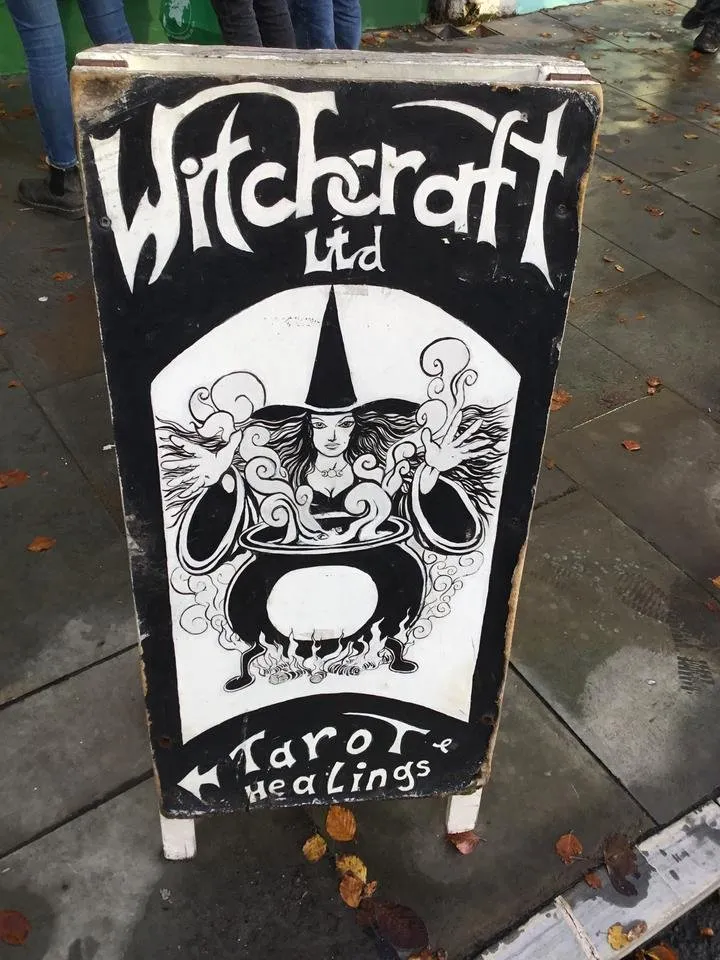 Witchcraft
Ltd
Tarot e
Healings